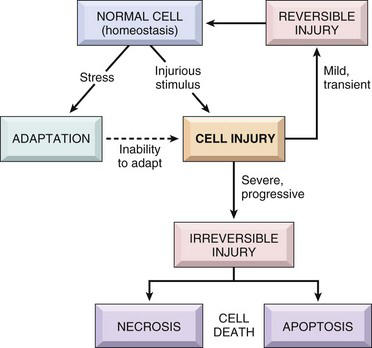 NORMAL CELL
(homeostasis)
REVERSIBLE
INJURY
Stress
Injurious
stimulus
Mild,
transient
ADAPTATION
Inability
to adapt
CELL INJURY
Severe,
progressive
IRREVERSIBLE
INJURY
NECROSIS
CELL
DEATH
APOPTOSIS